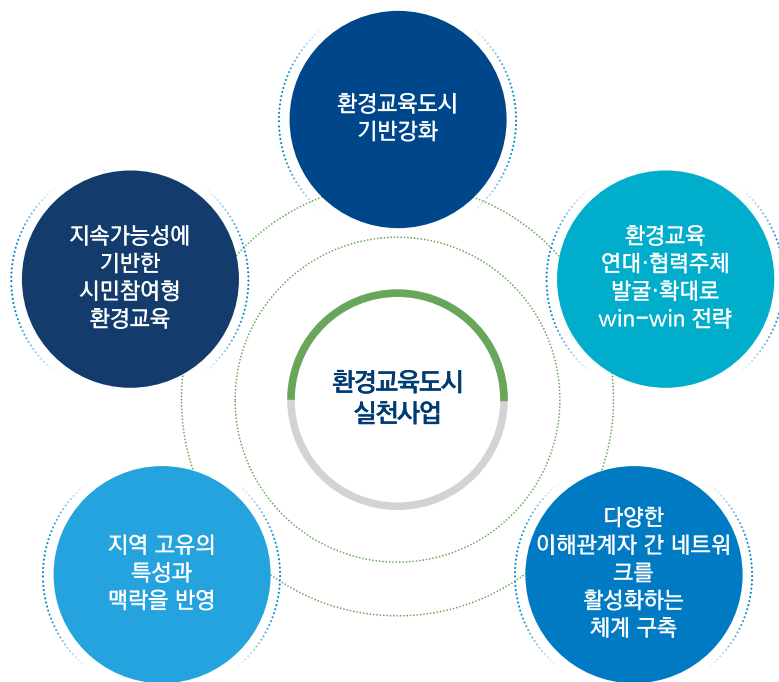 환경교육도시
기반강화
지속가능성에
기반한
시민참여형
환경교육
환경교육
연대·협력주체
발굴·확대로
win-win 전략
환경교육도시
실천사업
지역 고유의
특성과
맥락을 반영
다양한
이해관계자 간 네트워
크를
활성화하는
체계 구축